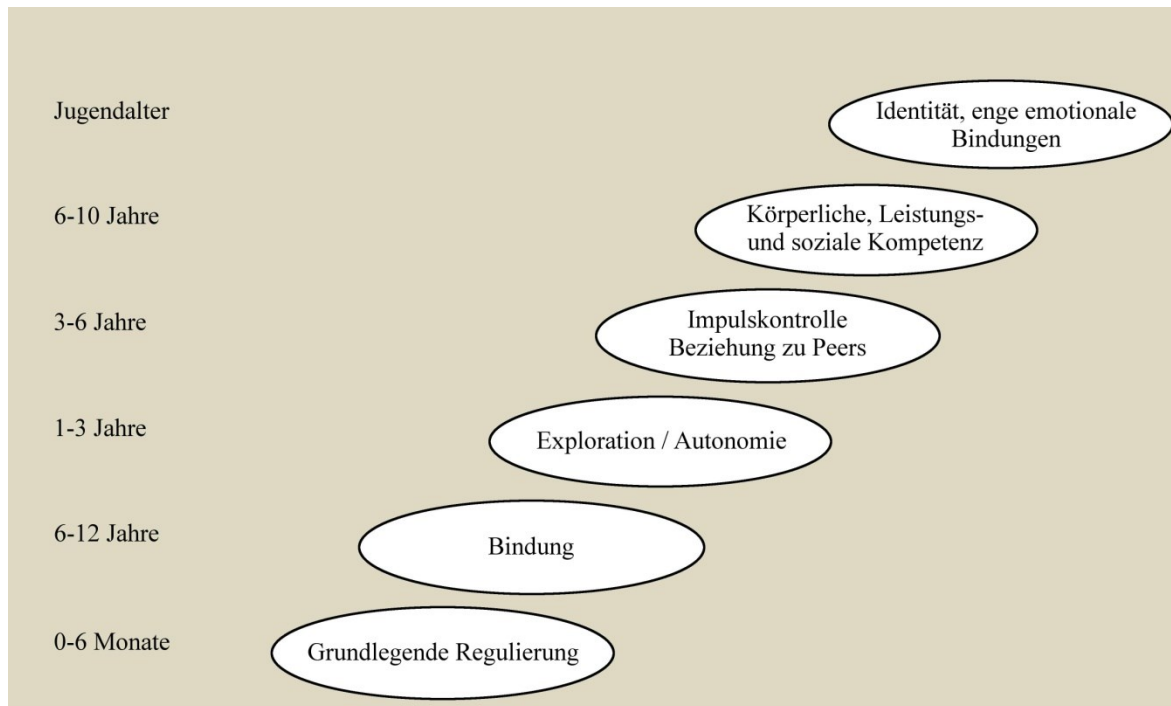 Jugendalter
Identität, enge emotionale
Bindungen
6-10 Jahre
Körperliche, Leistungs-
und soziale Kompetenz
3-6 Jahre
Impulskontrolle
Beziehung zu Peers
1-3 Jahre
Exploration / Autonomie
6-12 Jahre
Bindung
0-6 Monate
Grundlegende Regulierung